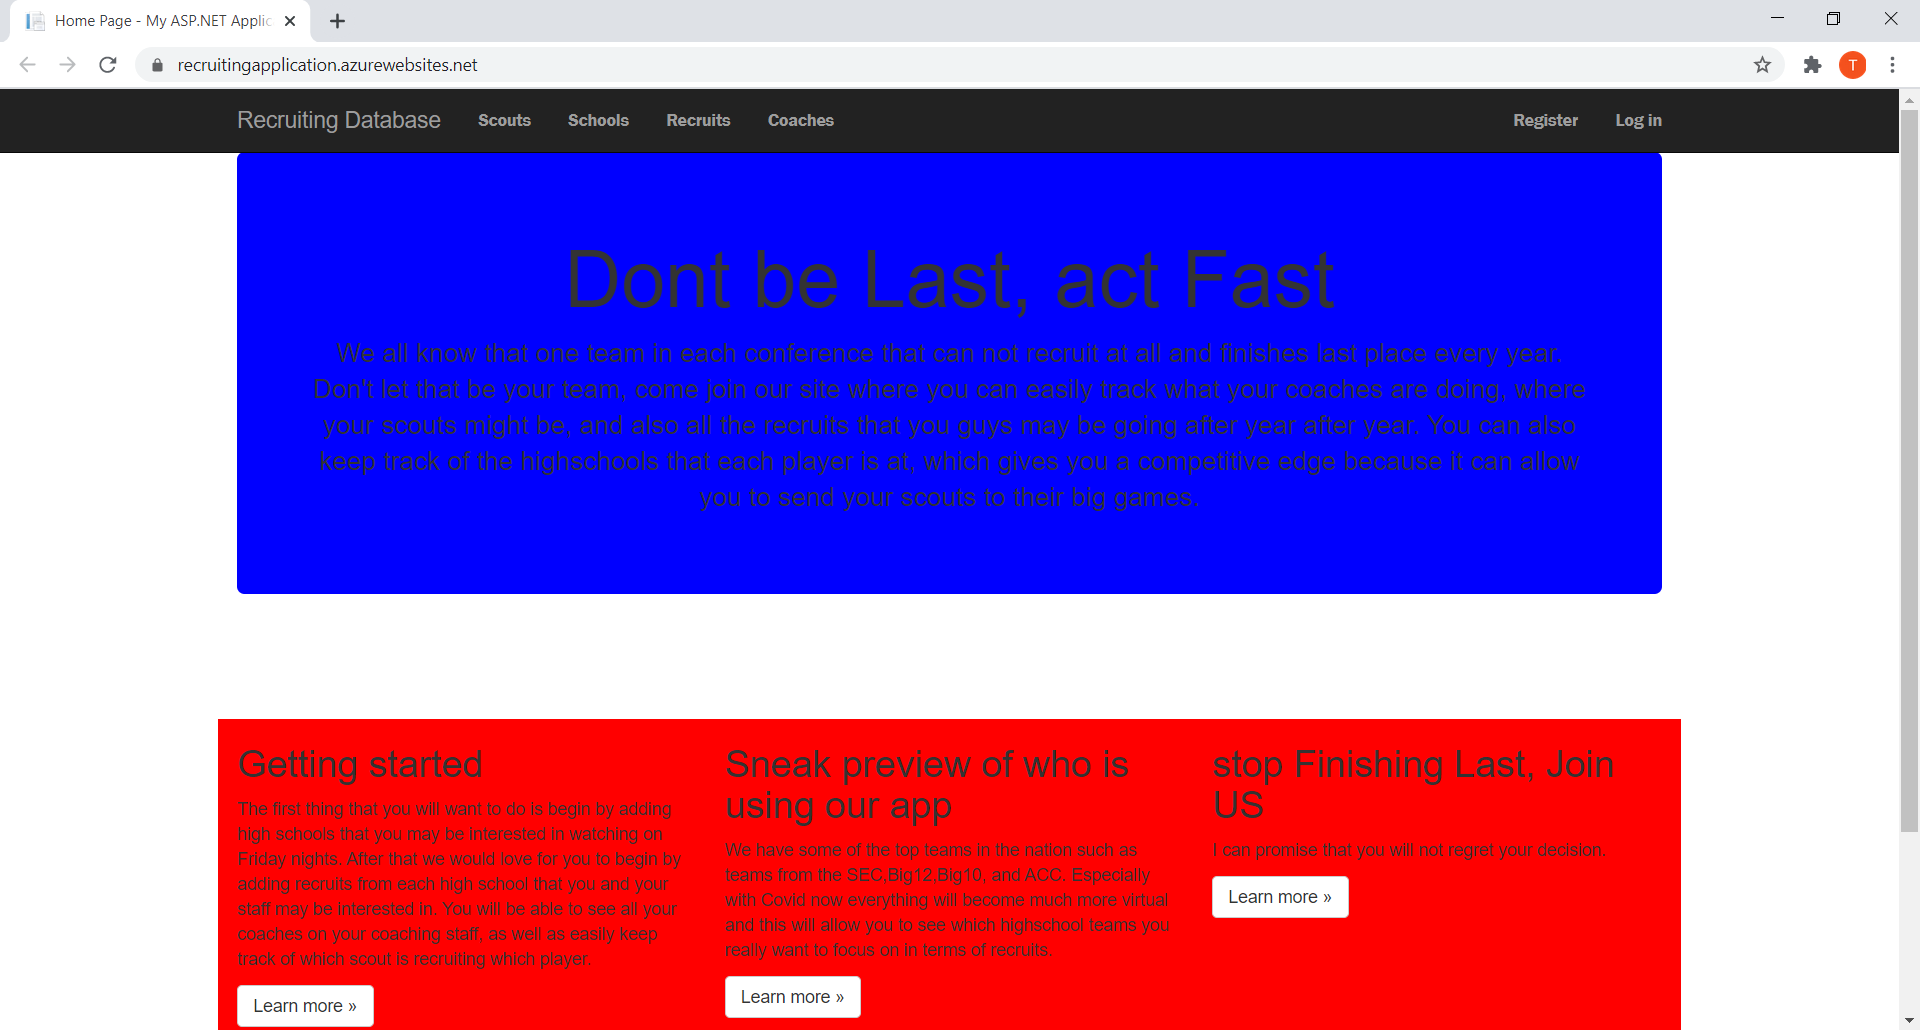 Home Page - My ASP.NET Applic
recruitingapplication.azurewebsites.net
T
Recruiting Database Scouts Schools Recruits Coaches Register Log in
Dont be Last, act Fast
We all know that one team in each conference that can not recruit at all and finishes last place every year.
Don't let that be your team, come join our site where you can easily track what your coaches are doing, where
your scouts might be, and also all the recruits that you guys may be going after year after year. You can also
keep track of the highschools that each player is at, which gives you a competitive edge because it can allow
you to send your scouts to their big games.
Getting started
The first thing that you will want to do is begin by adding
high schools that you may be interested in watching on
Friday nights. After that we would love for you to begin by
adding recruits from each high school that you and your
staff may be interested in. You will be able to see all your
coaches on your coaching staff, as well as easily keep
track of which scout is recruiting which player.
Learn more »
Sneak preview of who is
using our app
We have some of the top teams in the nation such as
teams from the SEC,Big12,Big10, and ACC. Especially
with Covid now everything will become much more virtual
and this will allow you to see which highschool teams you
really want to focus on in terms of recruits.
Learn more »
stop Finishing Last, Join
US
I can promise that you will not regret your decision.
Learn more »